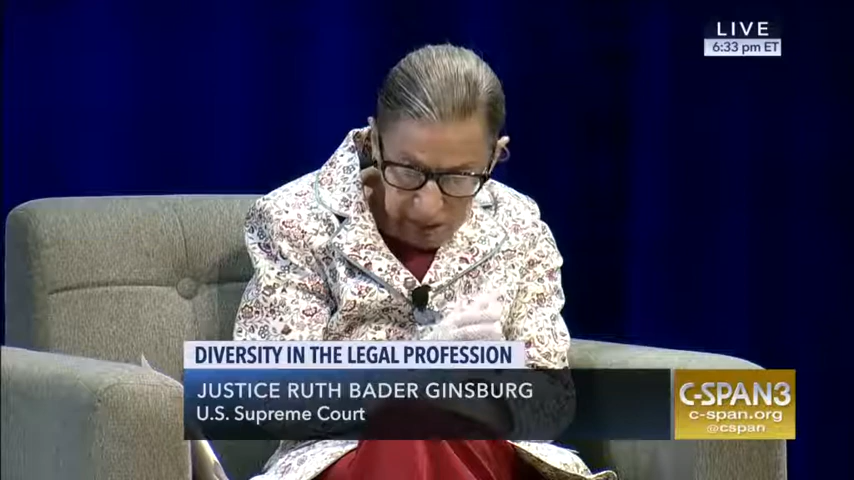 LIVE
6:33 pm ET
DIVERSITY IN THE LEGAL PROFESSION
JUSTICE RUTH BADER GINSBURG
U.S. Supreme Court
C-SPAN3
c-span.org
@cspan